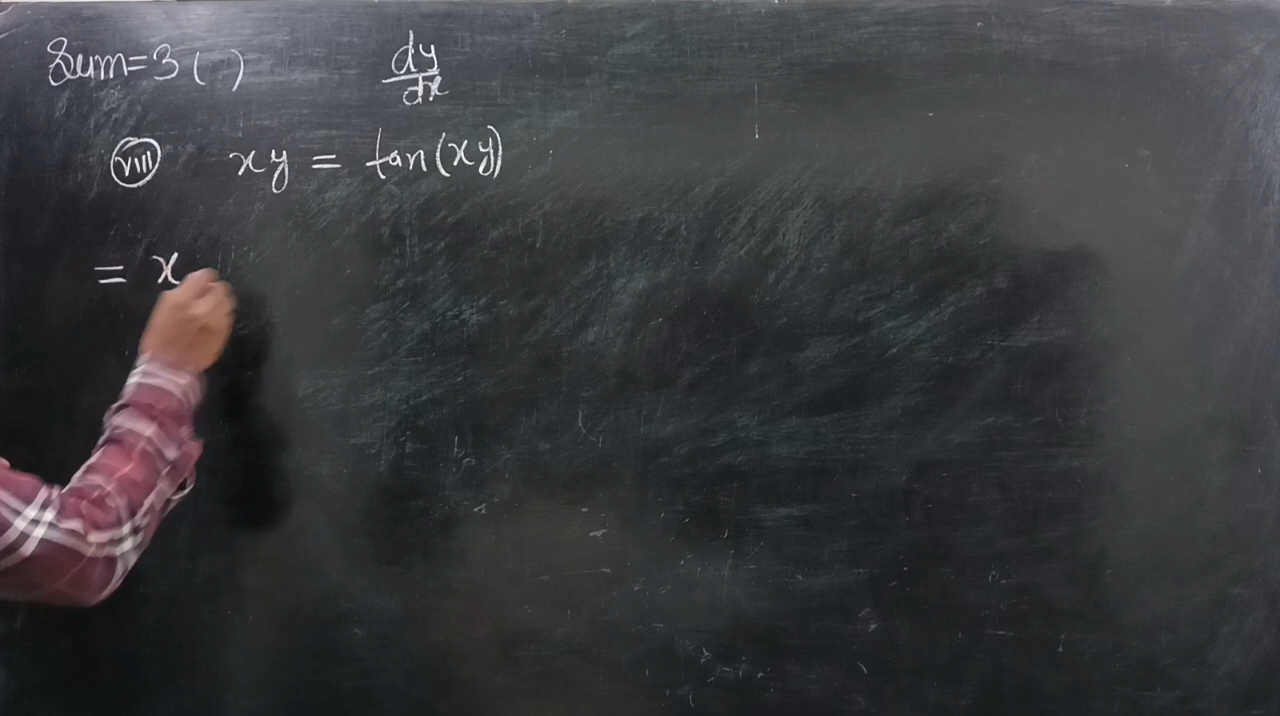 Sum=3 ( ) dy/dx
(viii) xy = tan(xy)
= x